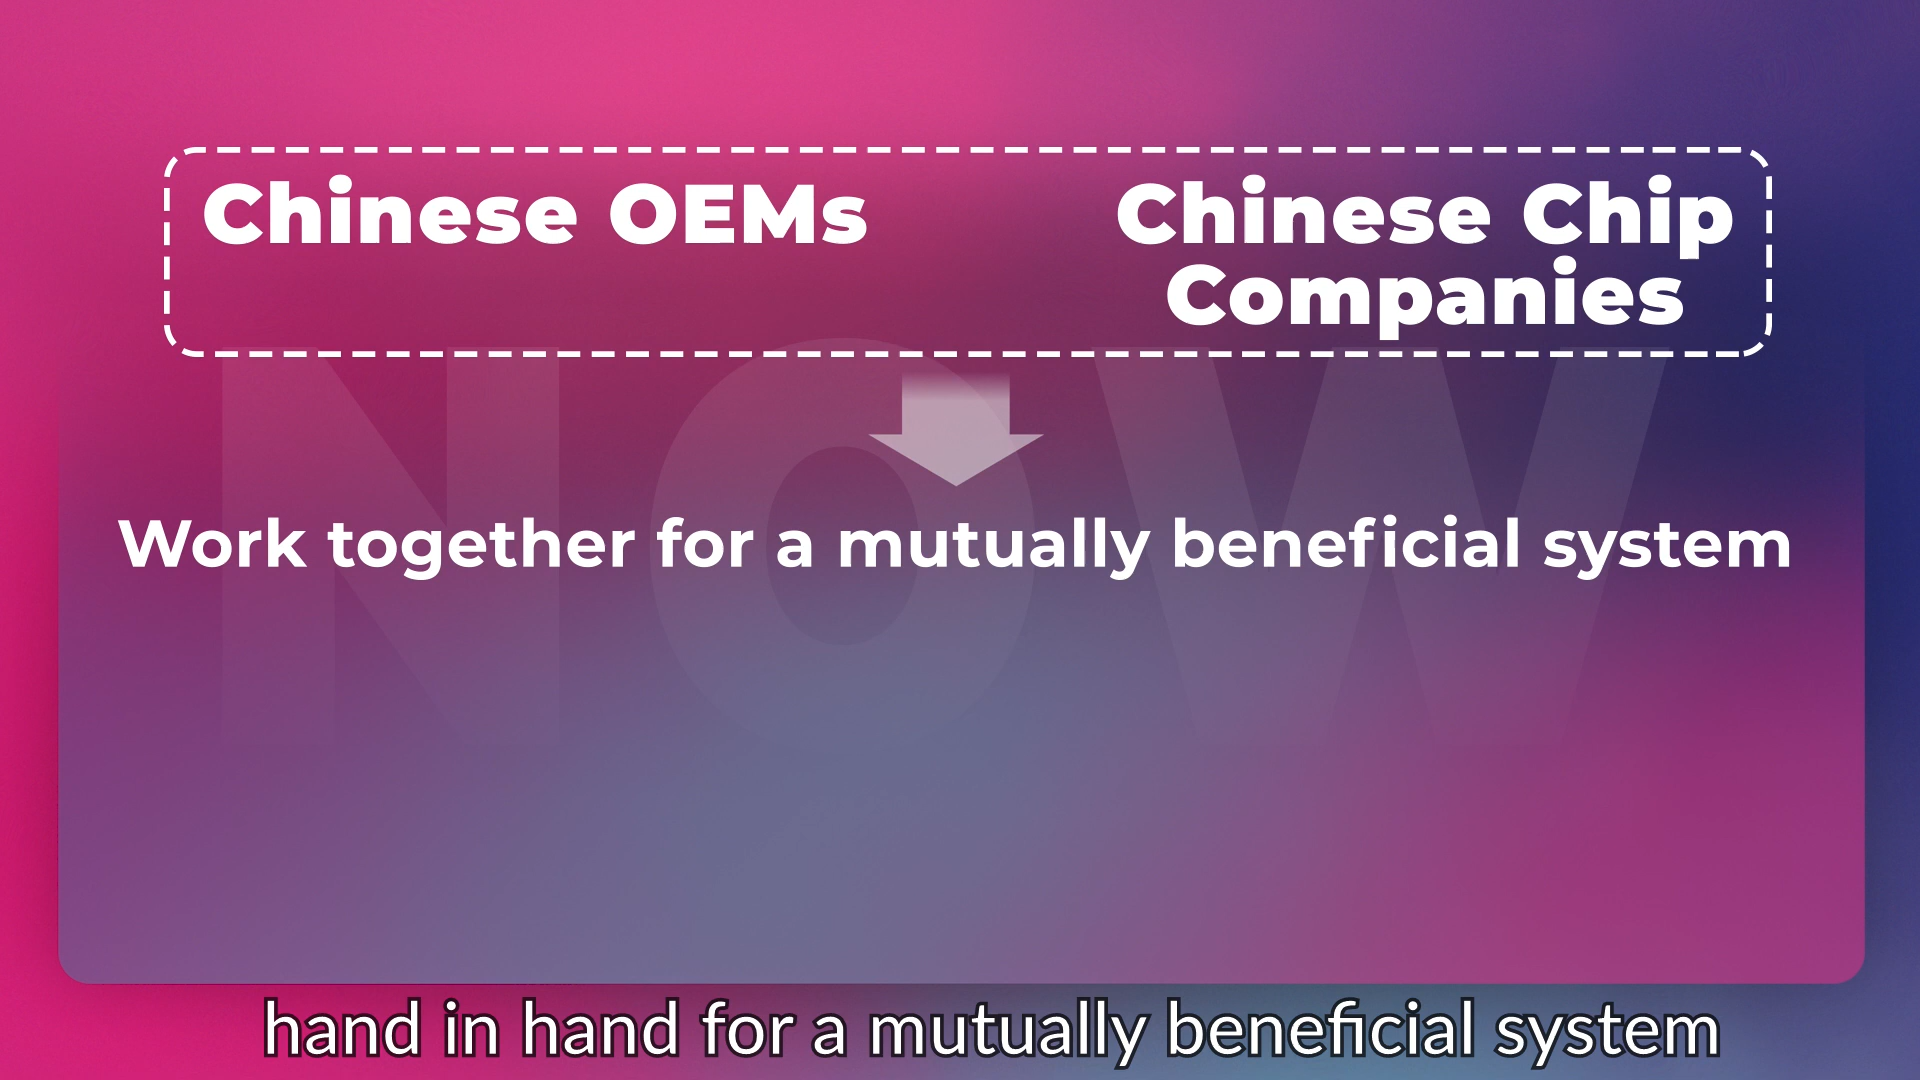 Chinese OEMs
Chinese Chip
Companies
NOW
Work together for a mutually beneficial system
hand in hand for a mutually beneficial system